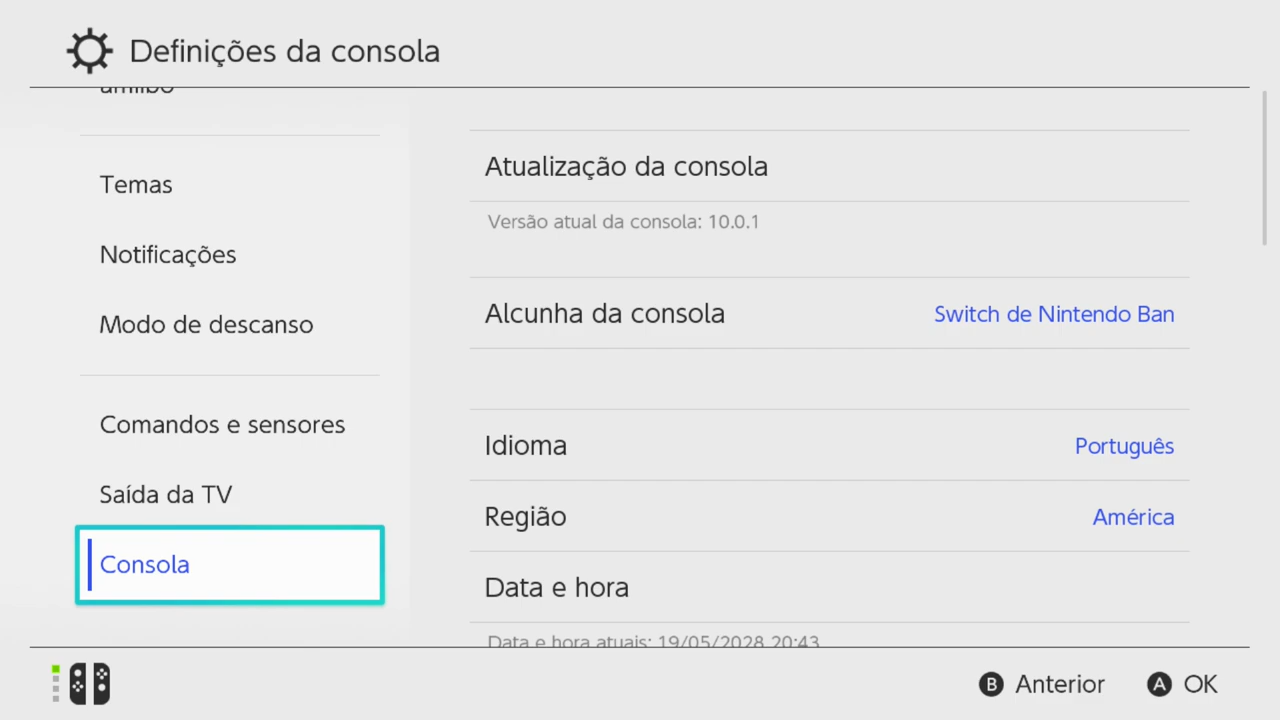 Definições da consola
amiibo
Temas
Notificações
Modo de descanso
Comandos e sensores
Saída da TV
Consola
Atualização da consola
Versão atual da consola: 10.0.1
Alcunha da consola Switch de Nintendo Ban
Idioma Português
Região América
Data e hora
Data e hora atuais: 19/05/2028 20:43
B Anterior A OK